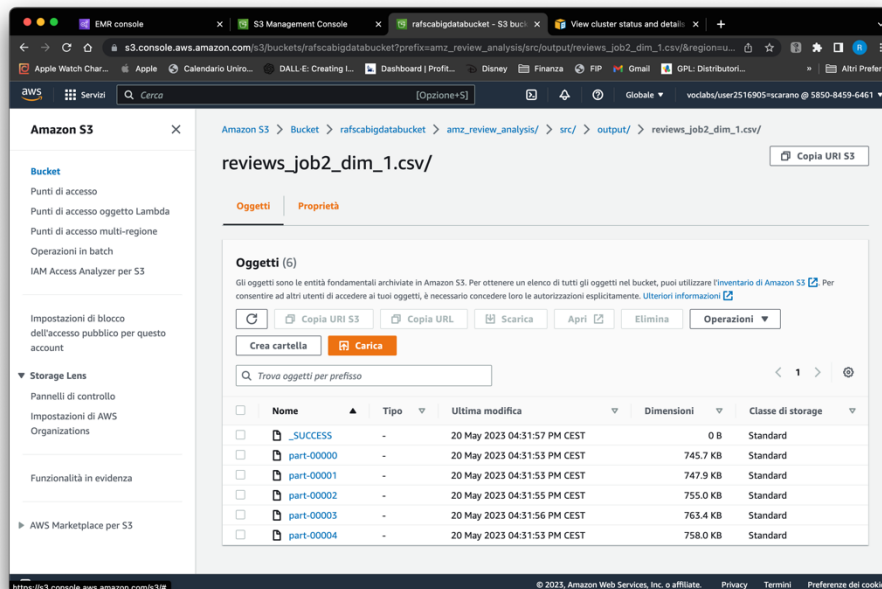 EMR console
S3 Management Console
rafscabigdatabucket - S3 buck
View cluster status and details
s3.console.aws.amazon.com/s3/buckets/rafscabigdatabucket?prefix=amz_review_analysis/src/output/reviews_job2_dim_1.csv/&region=u...
Apple Watch Char... Apple Calendario Uniro... DALL·E: Creating I... Dashboard | Profit... Disney Finanza FIP Gmail GPL: Distributori... » Altri Prefer
aws Servizi Cerca [Opzione+S] Globale voclabs/user2516905=scarano @ 5850-8459-6461
Amazon S3
Bucket
Punti di accesso
Punti di accesso oggetto Lambda
Punti di accesso multi-regione
Operazioni in batch
IAM Access Analyzer per S3
Impostazioni di blocco
dell'accesso pubblico per questo
account
Storage Lens
Pannelli di controllo
Impostazioni di AWS
Organizations
Funzionalità in evidenza
AWS Marketplace per S3
Amazon S3 > Bucket > rafscabigdatabucket > amz_review_analysis/ > src/ > output/ > reviews_job2_dim_1.csv/
reviews_job2_dim_1.csv/
Copia URI S3
Oggetti Proprietà
Oggetti (6)
Gli oggetti sono le entità fondamentali archiviate in Amazon S3. Per ottenere un elenco di tutti gli oggetti nel bucket, puoi utilizzare l'inventario di Amazon S3. Per
consentire ad altri utenti di accedere ai tuoi oggetti, è necessario concedere loro le autorizzazioni esplicitamente. Ulteriori informazioni
Copia URI S3 Copia URL Scarica Apri Elimina Operazioni
Crea cartella Carica
Trova oggetti per prefisso
< 1 >
Nome Tipo Ultima modifica Dimensioni Classe di storage
_SUCCESS - 20 May 2023 04:31:57 PM CEST 0 B Standard
part-00000 - 20 May 2023 04:31:53 PM CEST 745.7 KB Standard
part-00001 - 20 May 2023 04:31:53 PM CEST 747.9 KB Standard
part-00002 - 20 May 2023 04:31:55 PM CEST 755.0 KB Standard
part-00003 - 20 May 2023 04:31:56 PM CEST 763.4 KB Standard
part-00004 - 20 May 2023 04:31:53 PM CEST 758.0 KB Standard
https://s3.console.aws.amazon.com/s3/#
© 2023, Amazon Web Services, Inc. o affiliate. Privacy Termini Preferenze dei cookie